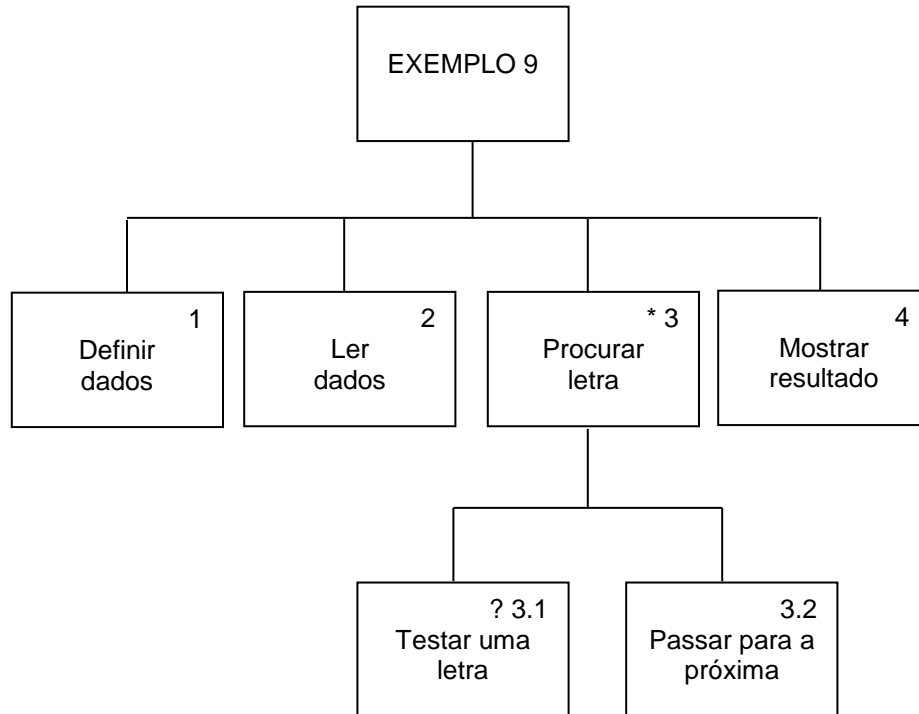 EXEMPLO 9
1
Definir
dados
2
Ler
dados
* 3
Procurar
letra
4
Mostrar
resultado
? 3.1
Testar uma
letra
3.2
Passar para a
próxima